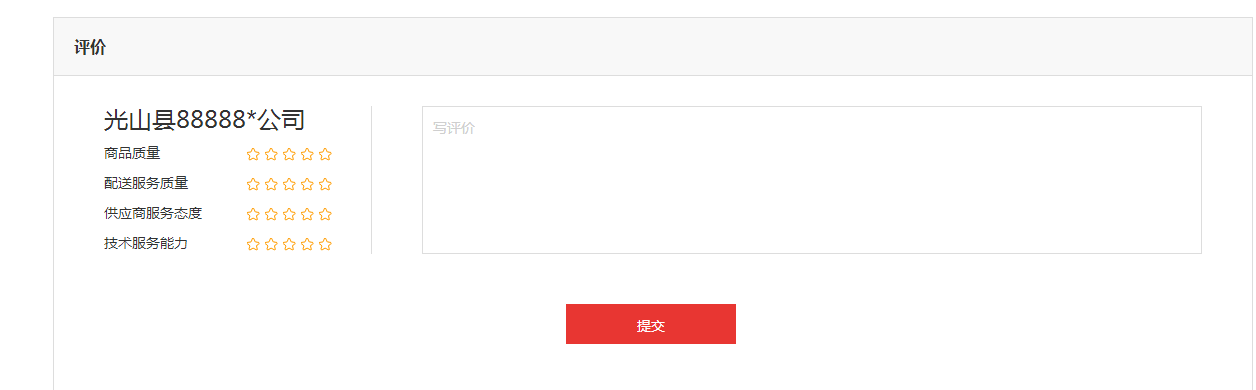 评价
光山县88888*公司
商品质量
配送服务质量
供应商服务态度
技术服务能力
写评价
提交